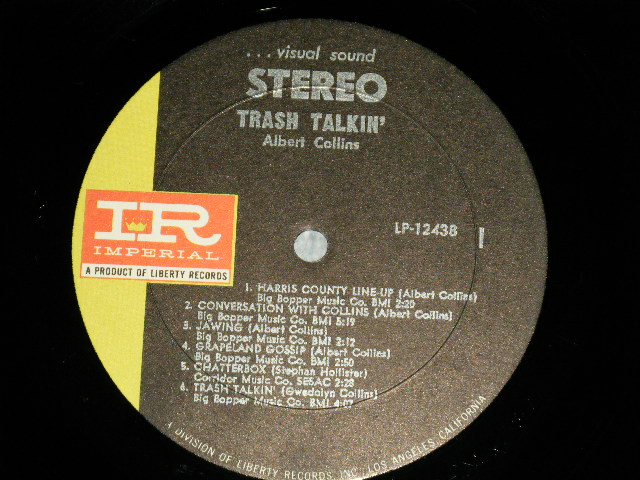 ...visual sound
STEREO
TRASH TALKIN'
Albert Collins
IR
IMPERIAL
A PRODUCT OF LIBERTY RECORDS
LP-12438
1
1. HARRIS COUNTY LINE-UP (Albert Collins)
Big Bopper Music Co. BMI 2:20
2. CONVERSATION WITH COLLINS (Albert Collins)
Big Bopper Music Co. BMI 5:19
3. JAWING (Albert Collins)
Big Bopper Music Co. BMI 2:12
4. GRAPELAND GOSSIP (Albert Collins)
Big Bopper Music Co. BMI 2:50
5. CHATTERBOX (Stephan Hollister)
Corridor Music Co. SESAC 2:28
6. TRASH TALKIN' (Gwedolyn Collins)
Big Bopper Music Co. BMI 4:07
A DIVISION OF LIBERTY RECORDS, INC., LOS ANGELES, CALIFORNIA